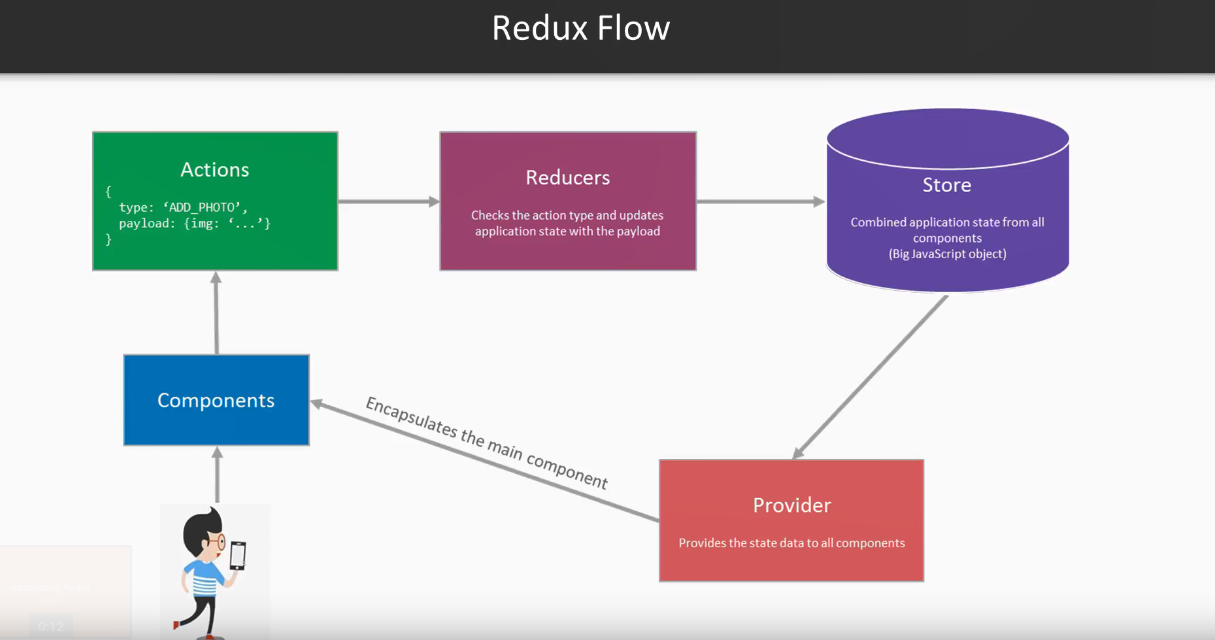 Redux Flow
Actions
{
type: ‘ADD_PHOTO’,
payload: {img: ‘...’}
}
Reducers
Checks the action type and updates
application state with the payload
Store
Combined application state from all
components
(Big JavaScript object)
Components
Encapsulates the main component
Provider
Provides the state data to all components
0:12